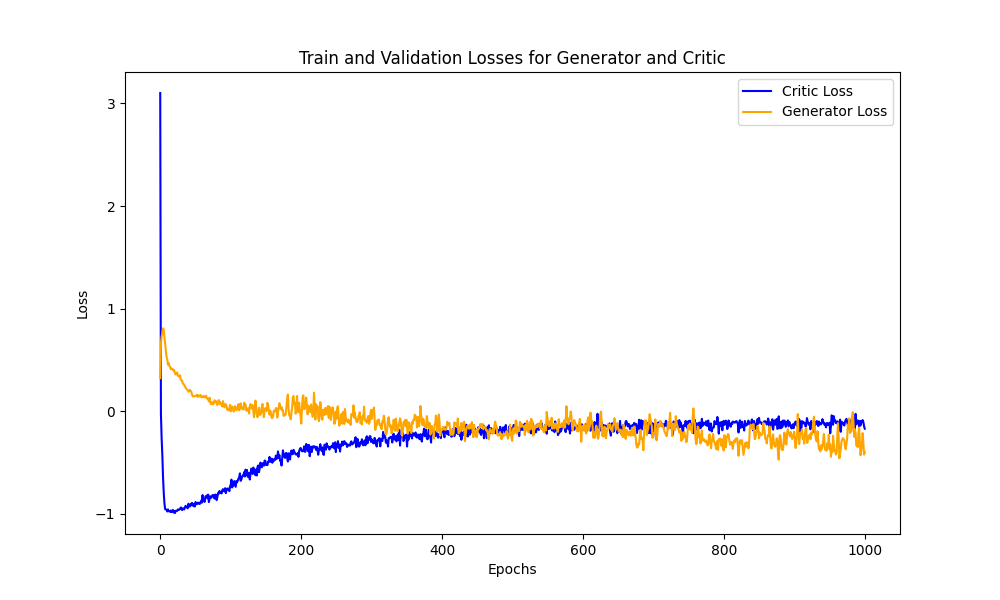 Train and Validation Losses for Generator and Critic
Critic Loss
Generator Loss
3
2
1
0
−1
Loss
0
200
400
600
800
1000
Epochs